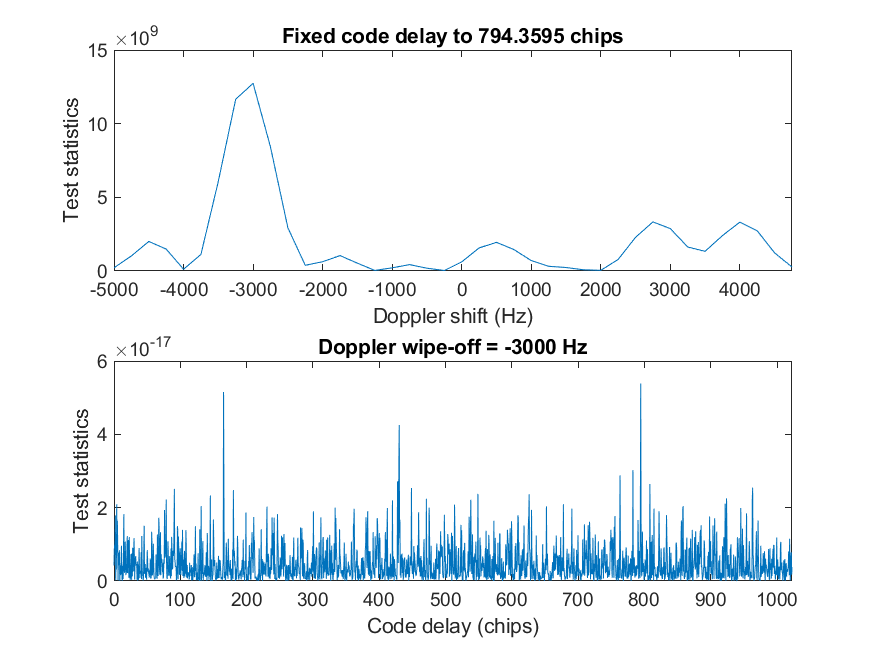 ×10^9
Fixed code delay to 794.3595 chips
15
10
5
0
Test statistics
-5000 -4000 -3000 -2000 -1000 0 1000 2000 3000 4000
Doppler shift (Hz)
×10^-17
Doppler wipe-off = -3000 Hz
6
4
2
0
Test statistics
0 100 200 300 400 500 600 700 800 900 1000
Code delay (chips)